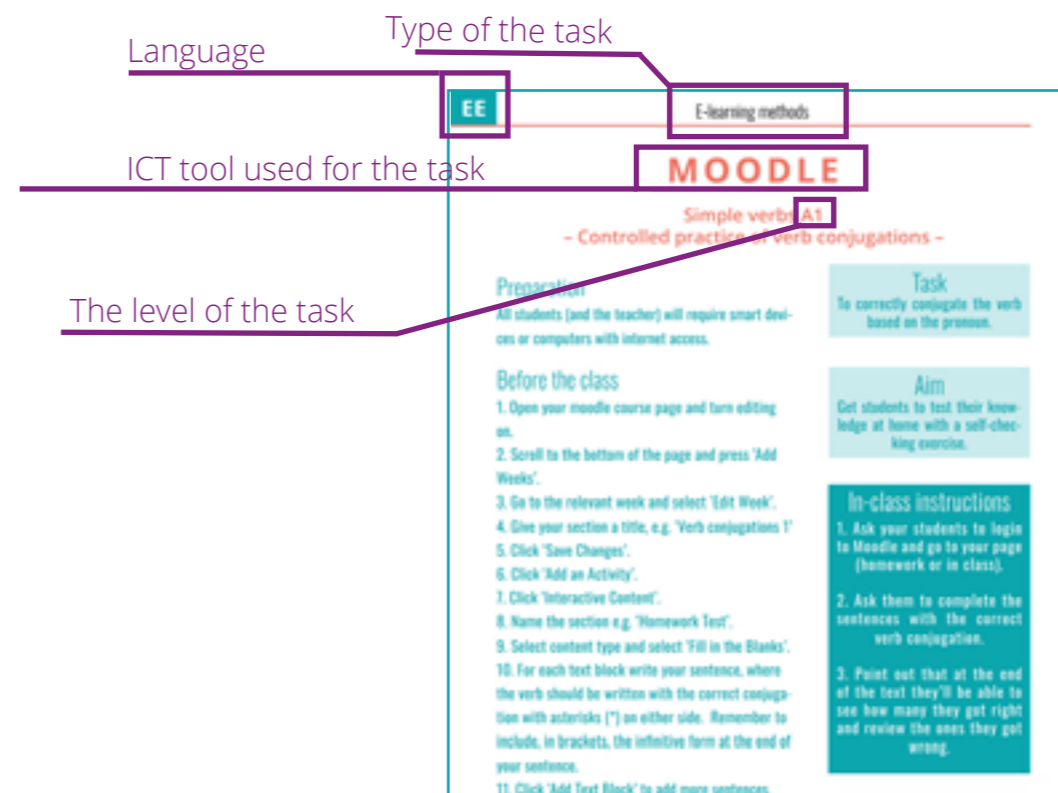 Type of the task
Language
EE
E-learning methods
ICT tool used for the task
MOODLE
Simple verbs A1
– Controlled practice of verb conjugations –
The level of the task
Preparation
All students (and the teacher) will require smart devi-
ces or computers with internet access.
Before the class
1. Open your moodle course page and turn editing
on.
2. Scroll to the bottom of the page and press 'Add
Weeks'.
3. Go to the relevant week and select 'Edit Week'.
4. Give your section a title, e.g. 'Verb conjugations 1'
5. Click 'Save Changes'.
6. Click 'Add an Activity'.
7. Click 'Interactive Content'.
8. Name the section e.g. 'Homework Test'.
9. Select content type and select 'Fill in the Blanks'.
10. For each text block write your sentence, where
the verb should be written with the correct conjuga-
tion with asterisks (*) on either side. Remember to
include, in brackets, the infinitive form at the end of
your sentence.
11. Click 'Add Text Block' to add more sentences.
Task
To correctly conjugate the verb
based on the pronoun.
Aim
Get students to test their know-
ledge at home with a self-chec-
king exercise.
In-class instructions
1. Ask your students to login
to Moodle and go to your page
(homework or in class).
2. Ask them to complete the
sentences with the correct
verb conjugation.
3. Point out that at the end
of the text they'll be able to
see how many they got right
and review the ones they got
wrong.